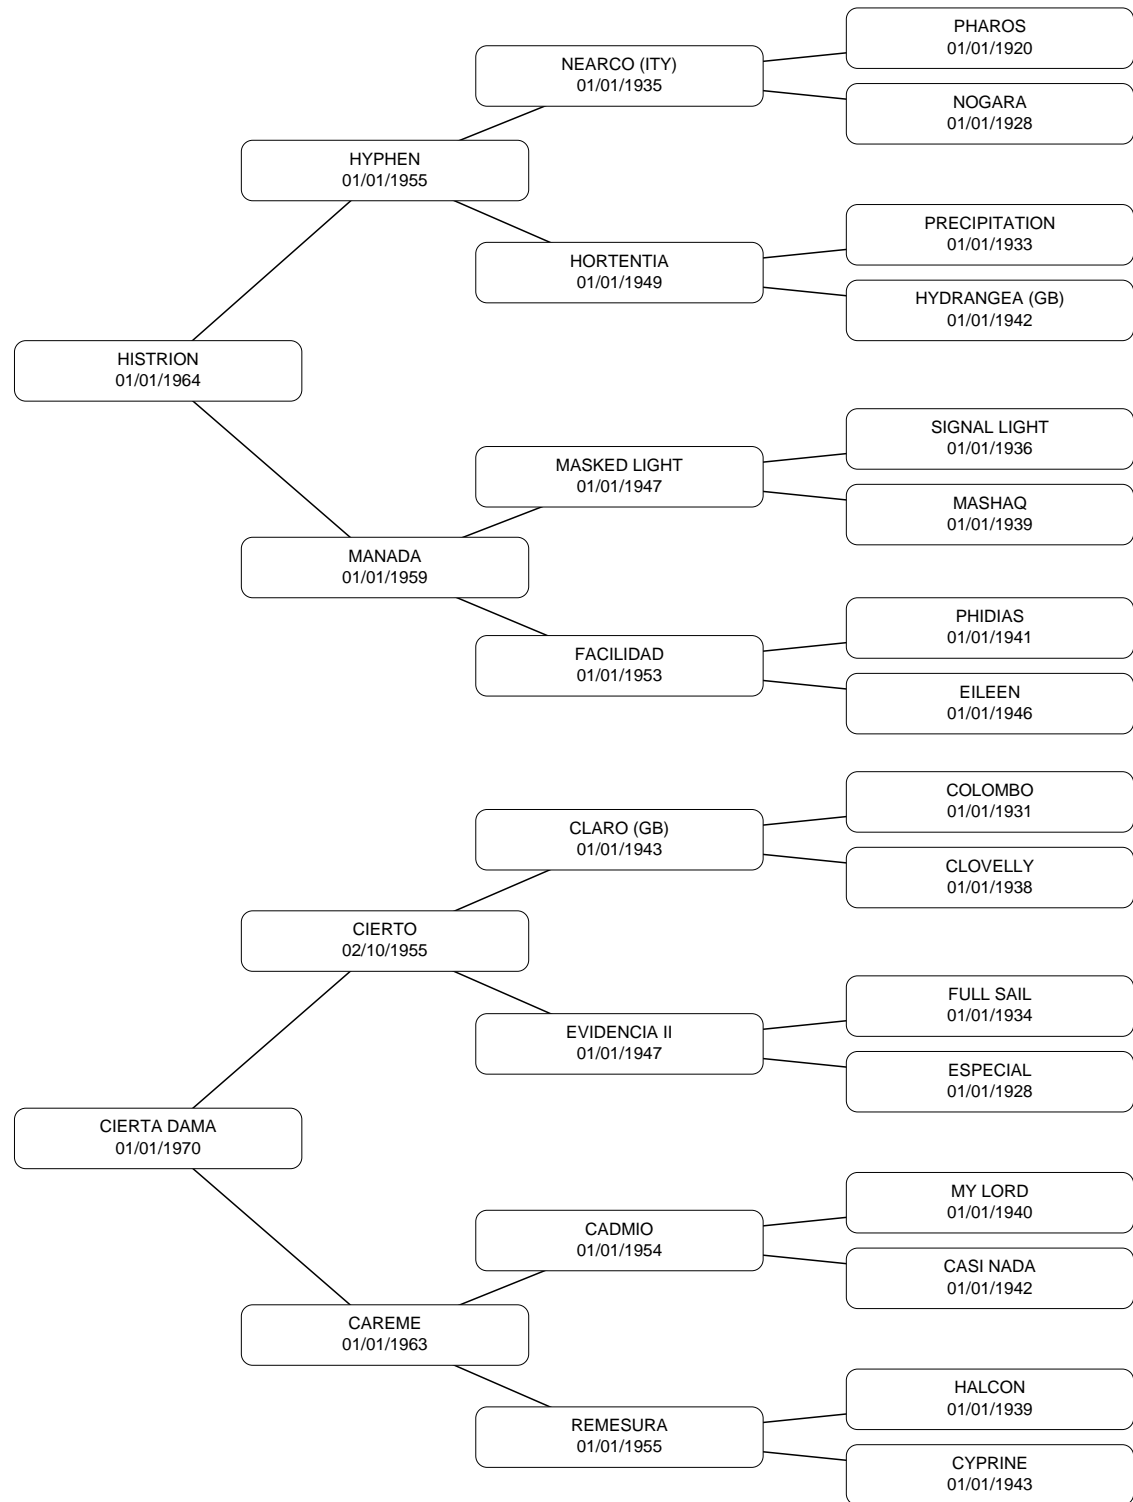 PHAROS
01/01/1920
NEARCO (ITY)
01/01/1935
NOGARA
01/01/1928
HYPHEN
01/01/1955
PRECIPITATION
01/01/1933
HORTENTIA
01/01/1949
HYDRANGEA (GB)
01/01/1942
HISTRION
01/01/1964
SIGNAL LIGHT
01/01/1936
MASKED LIGHT
01/01/1947
MASHAQ
01/01/1939
MANADA
01/01/1959
PHIDIAS
01/01/1941
FACILIDAD
01/01/1953
EILEEN
01/01/1946
COLOMBO
01/01/1931
CLARO (GB)
01/01/1943
CLOVELLY
01/01/1938
CIERTO
02/10/1955
FULL SAIL
01/01/1934
EVIDENCIA II
01/01/1947
ESPECIAL
01/01/1928
CIERTA DAMA
01/01/1970
MY LORD
01/01/1940
CADMIO
01/01/1954
CASI NADA
01/01/1942
CAREME
01/01/1963
HALCON
01/01/1939
REMESURA
01/01/1955
CYPRINE
01/01/1943